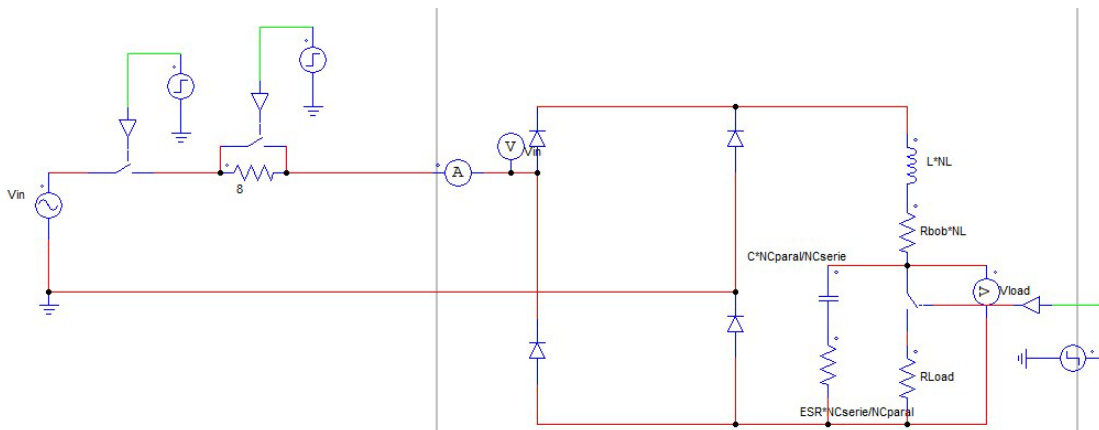 V
Vin
A
8
Vin
L*NL
Rbob*NL
C*NCparal/NCserie
V
Vload
RLoad
ESR*NCserie/NCparal